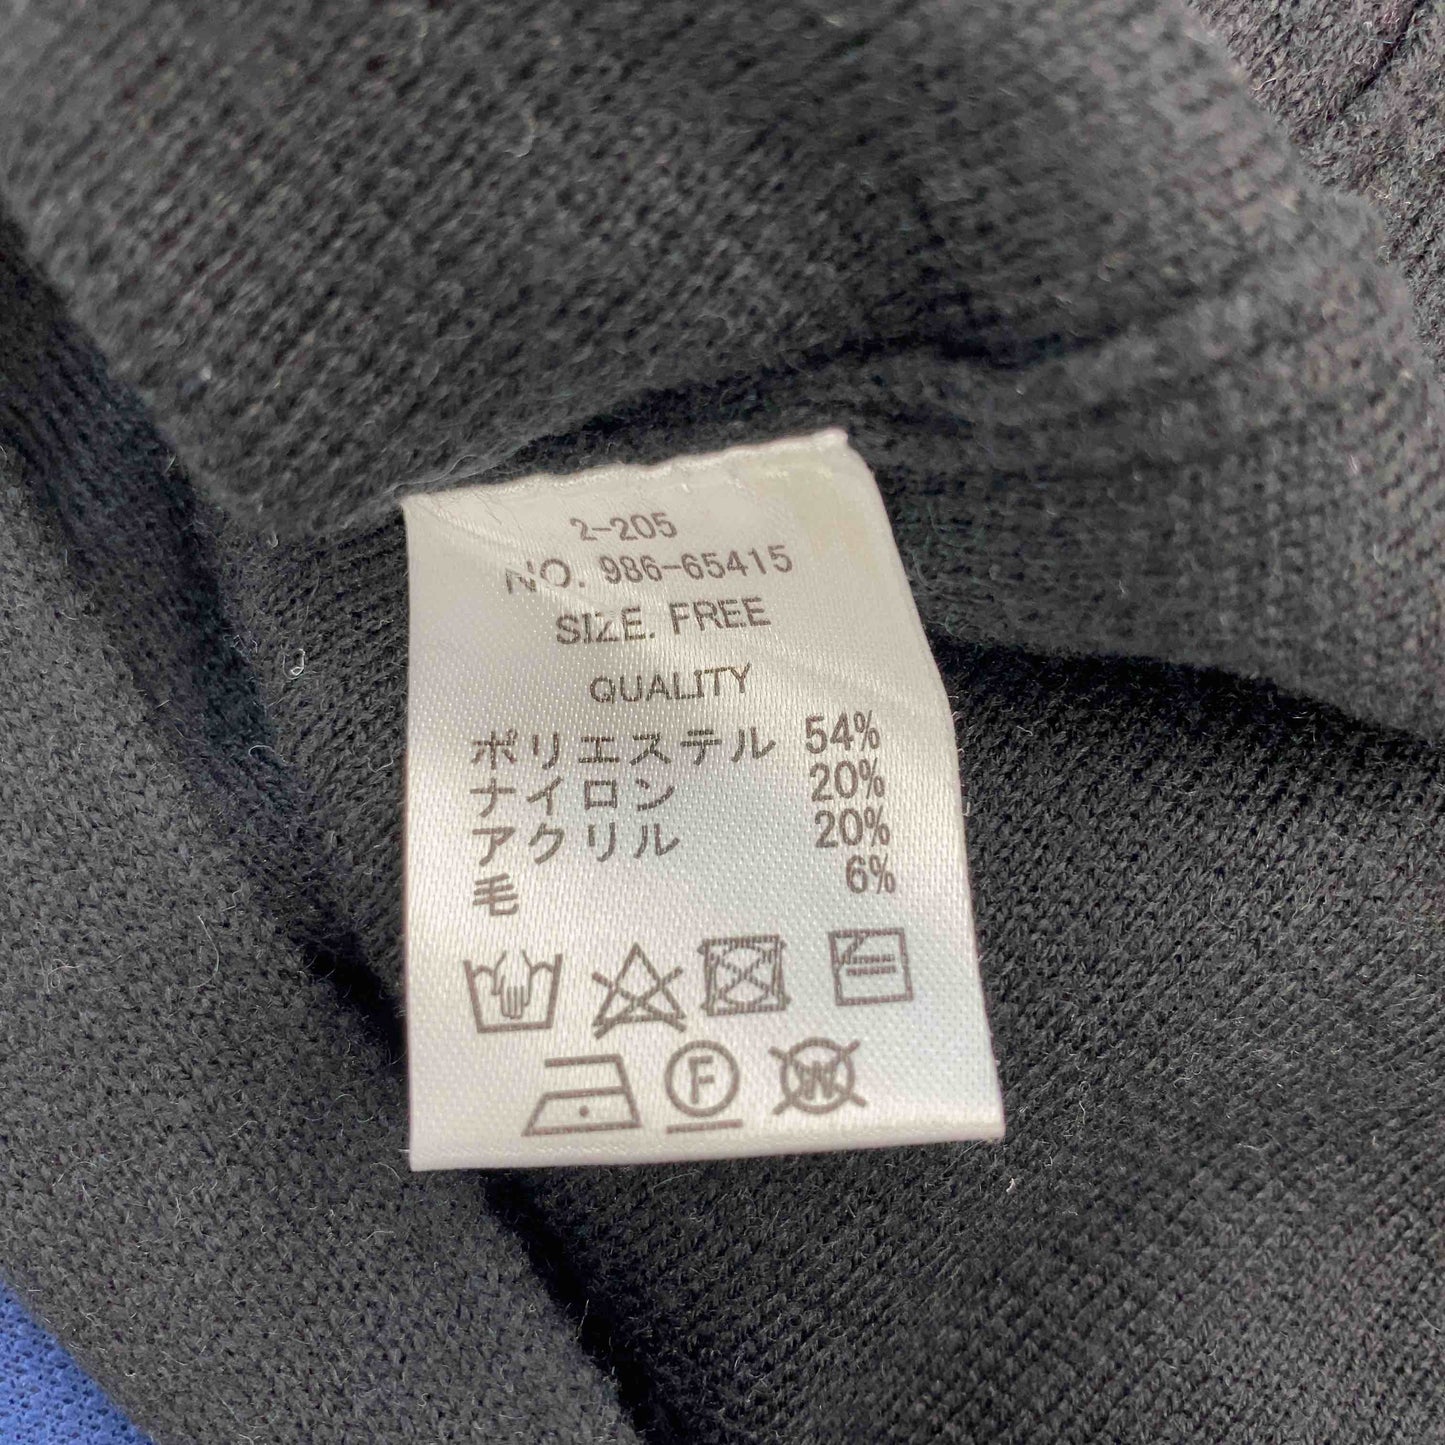 2-205
NO. 986-65415
SIZE. FREE
QUALITY
ポリエステル 54%
ナイロン 20%
アクリル 20%
毛 6%
F W